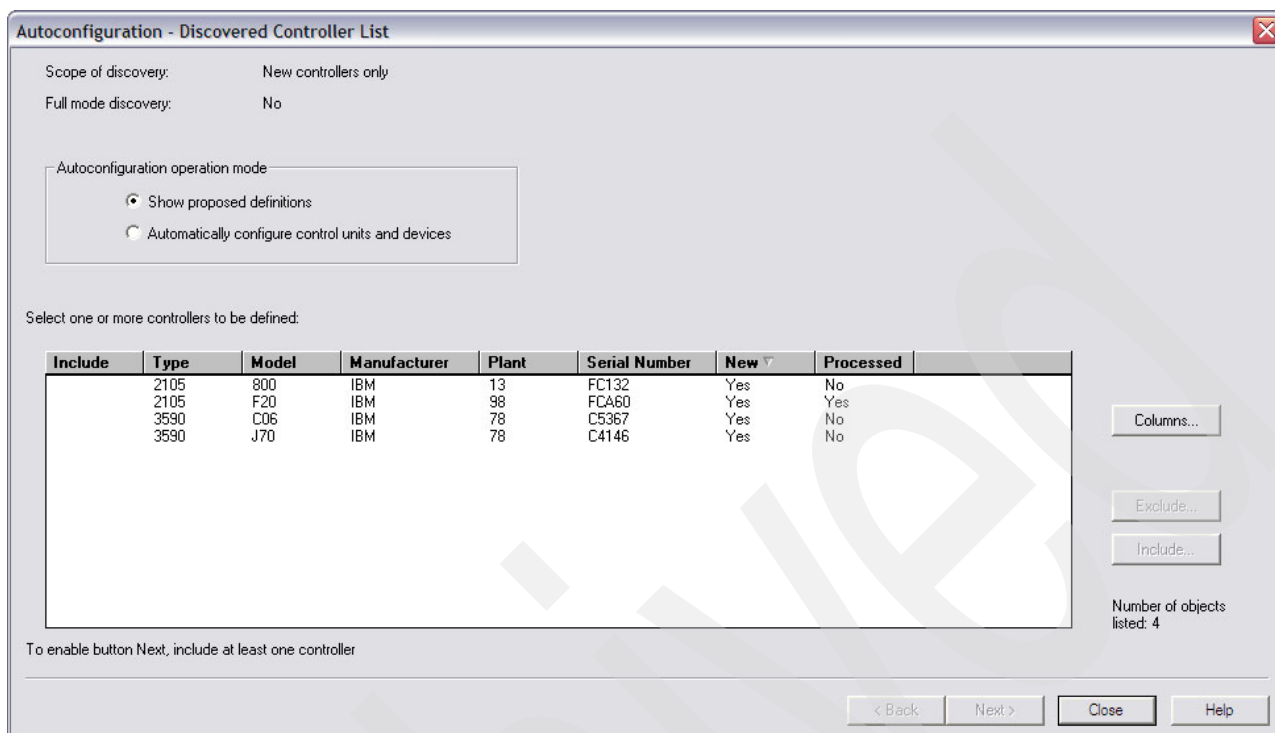 Autoconfiguration - Discovered Controller List
Scope of discovery: New controllers only
Full mode discovery: No
Autoconfiguration operation mode
Show proposed definitions
Automatically configure control units and devices
Select one or more controllers to be defined:
Include Type Model Manufacturer Plant Serial Number New Processed
2105 800 IBM 13 FC132 Yes No
2105 F20 IBM 98 FCA60 Yes Yes
3590 C06 IBM 78 C5367 Yes No
3590 J70 IBM 78 C4146 Yes No
Columns...
Exclude...
Include...
Number of objects
listed: 4
To enable button Next, include at least one controller
< Back Next > Close Help